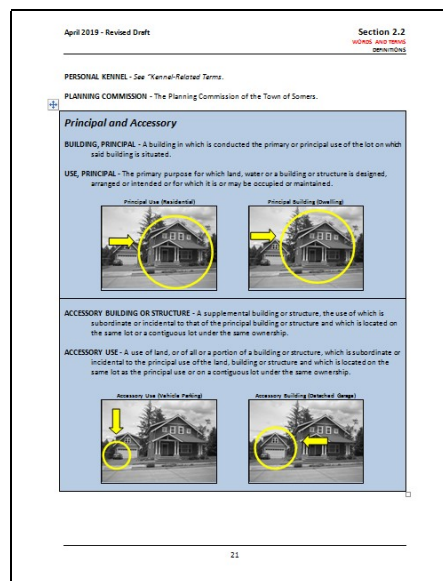 April 2019 - Revised Draft
Section 2.2
WORDS AND TERMS
DEFINITIONS
PERSONAL KENNEL - See "Kennel-Related Terms.
PLANNING COMMISSION - The Planning Commission of the Town of Somers.
Principal and Accessory
BUILDING, PRINCIPAL - A building in which is conducted the primary or principal use of the lot on which
said building is situated.
USE, PRINCIPAL - The primary purpose for which land, water or a building or structure is designed,
arranged or intended or for which it is or may be occupied or maintained.
Principal Use (Residential)
Principal Building (Dwelling)
ACCESSORY BUILDING OR STRUCTURE - A supplemental building or structure, the use of which is
subordinate or incidental to that of the principal building or structure and which is located on
the same lot or a contiguous lot under the same ownership.
ACCESSORY USE - A use of land, or of all or a portion of a building or structure, which is subordinate or
incidental to the principal use of the land, building or structure and which is located on the
same lot as the principal use or on a contiguous lot under the same ownership.
Accessory Use (Vehicle Parking)
Accessory Building (Detached Garage)
21